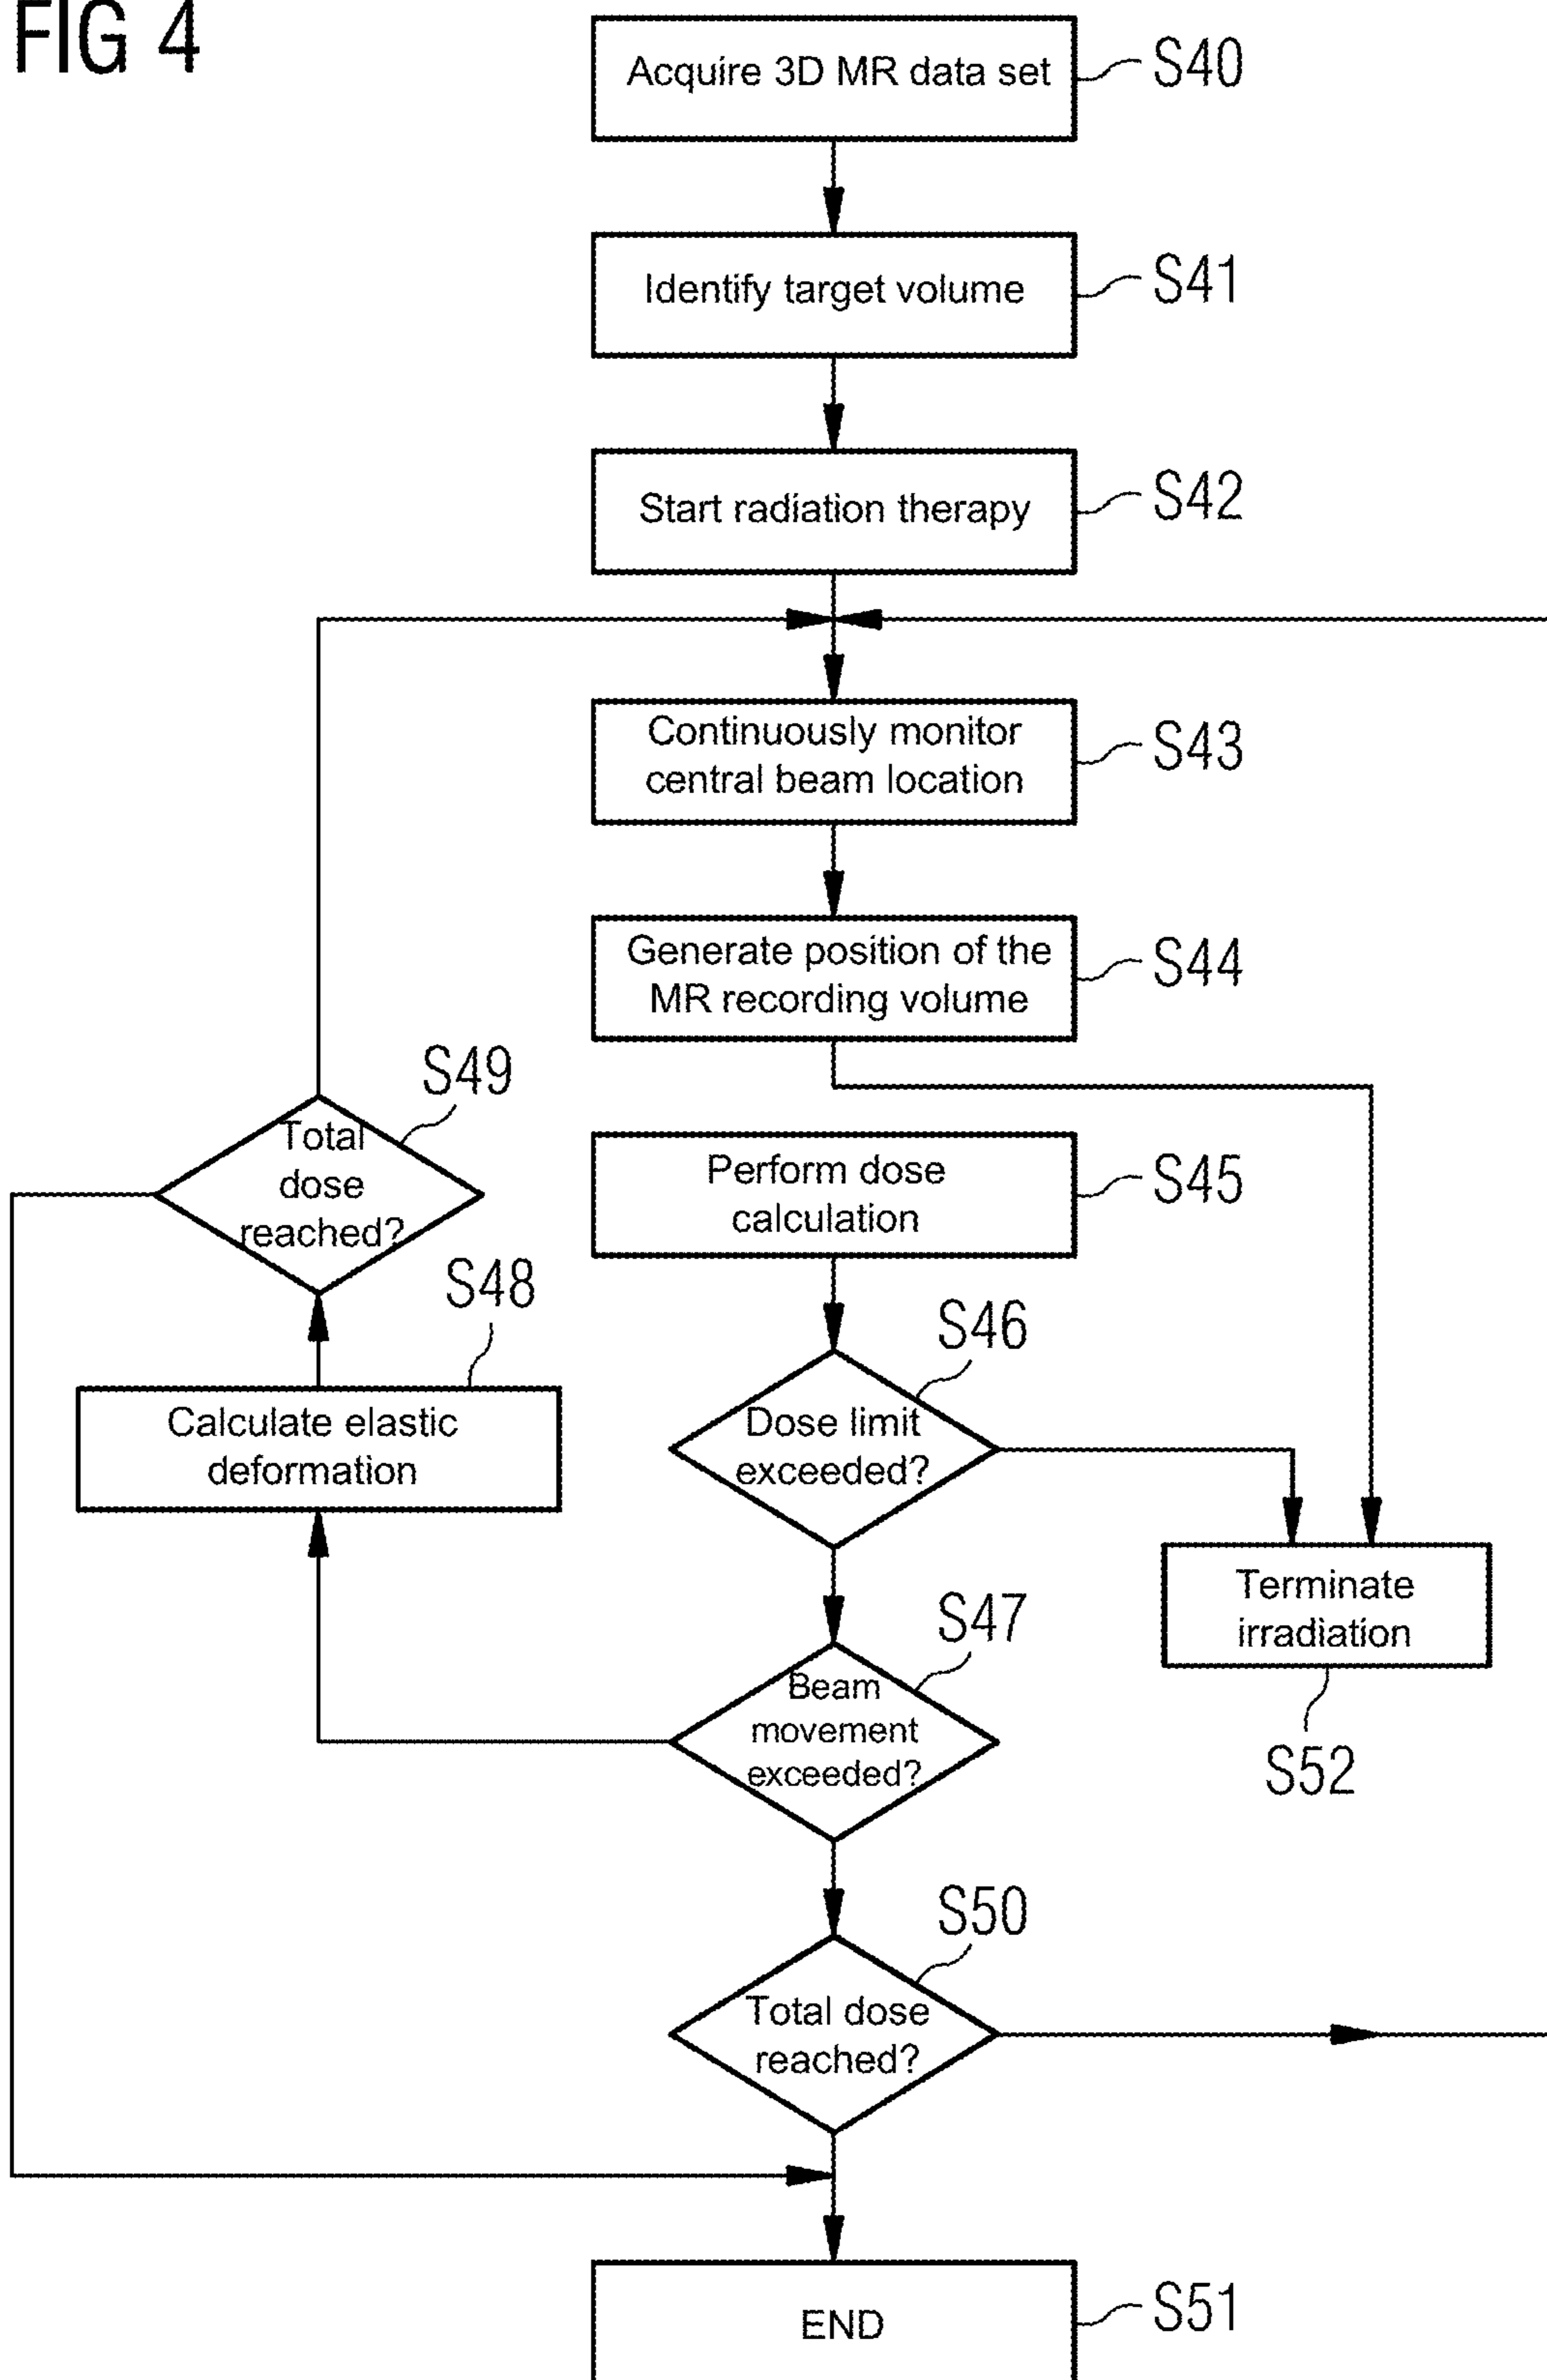 FIG 4
Acquire 3D MR data set
S40
Identify target volume
S41
Start radiation therapy
S42
Continuously monitor
central beam location
S43
Generate position of the
MR recording volume
S44
S49
Total
dose
reached?
Perform dose
calculation
S45
S48
Calculate elastic
deformation
S46
Dose limit
exceeded?
Terminate
irradiation
S52
S47
Beam
movement
exceeded?
S50
Total dose
reached?
END
S51